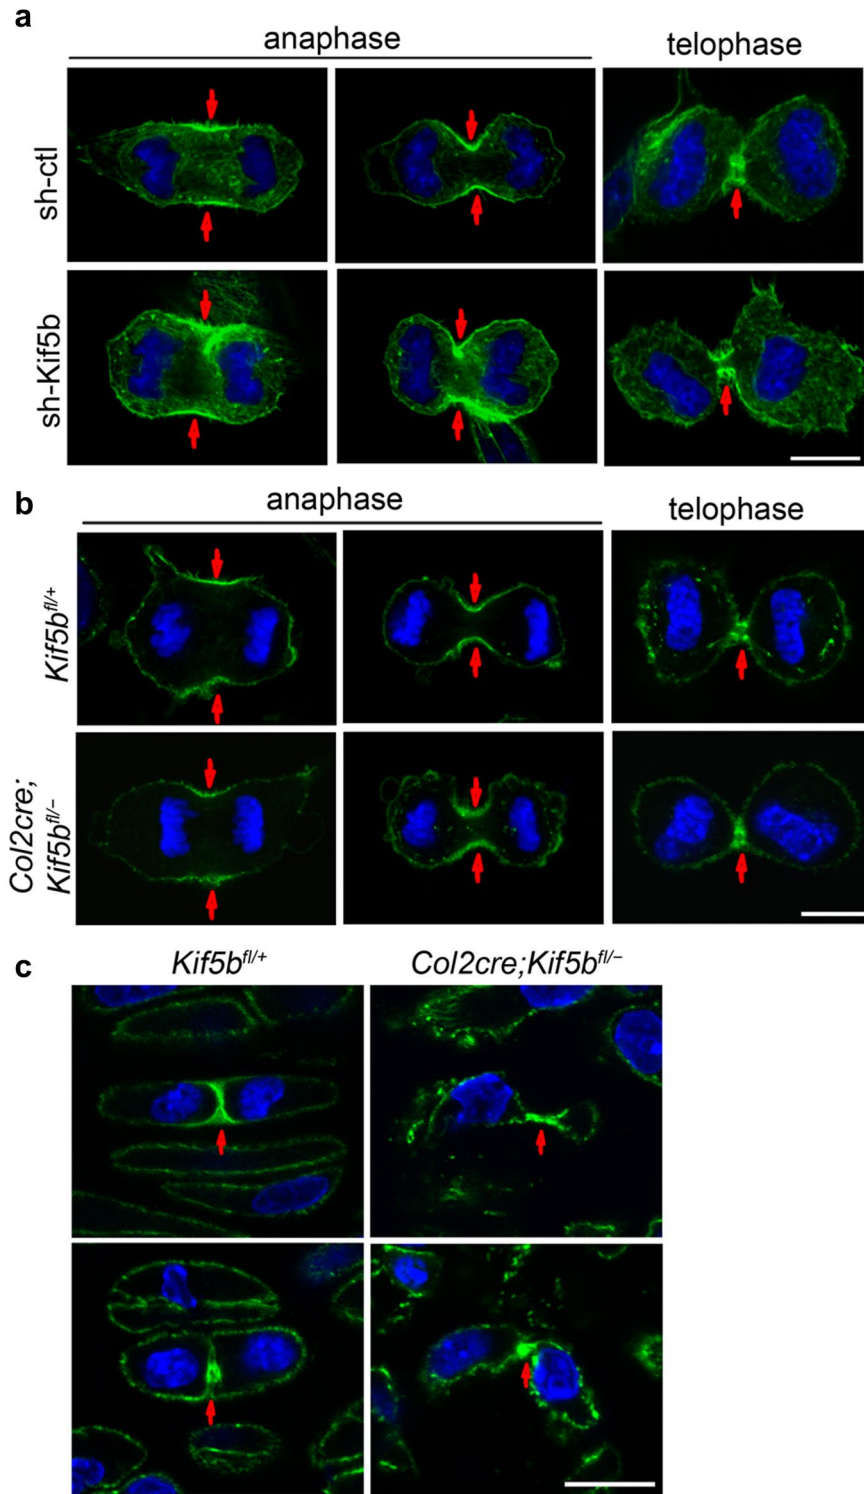 a
anaphase telophase
sh-ctl
sh-Kif5b
b
anaphase telophase
Kif5b^fl/+
Col2cre;
Kif5b^fl/−
c
Kif5b^fl/+ Col2cre;Kif5b^fl/−